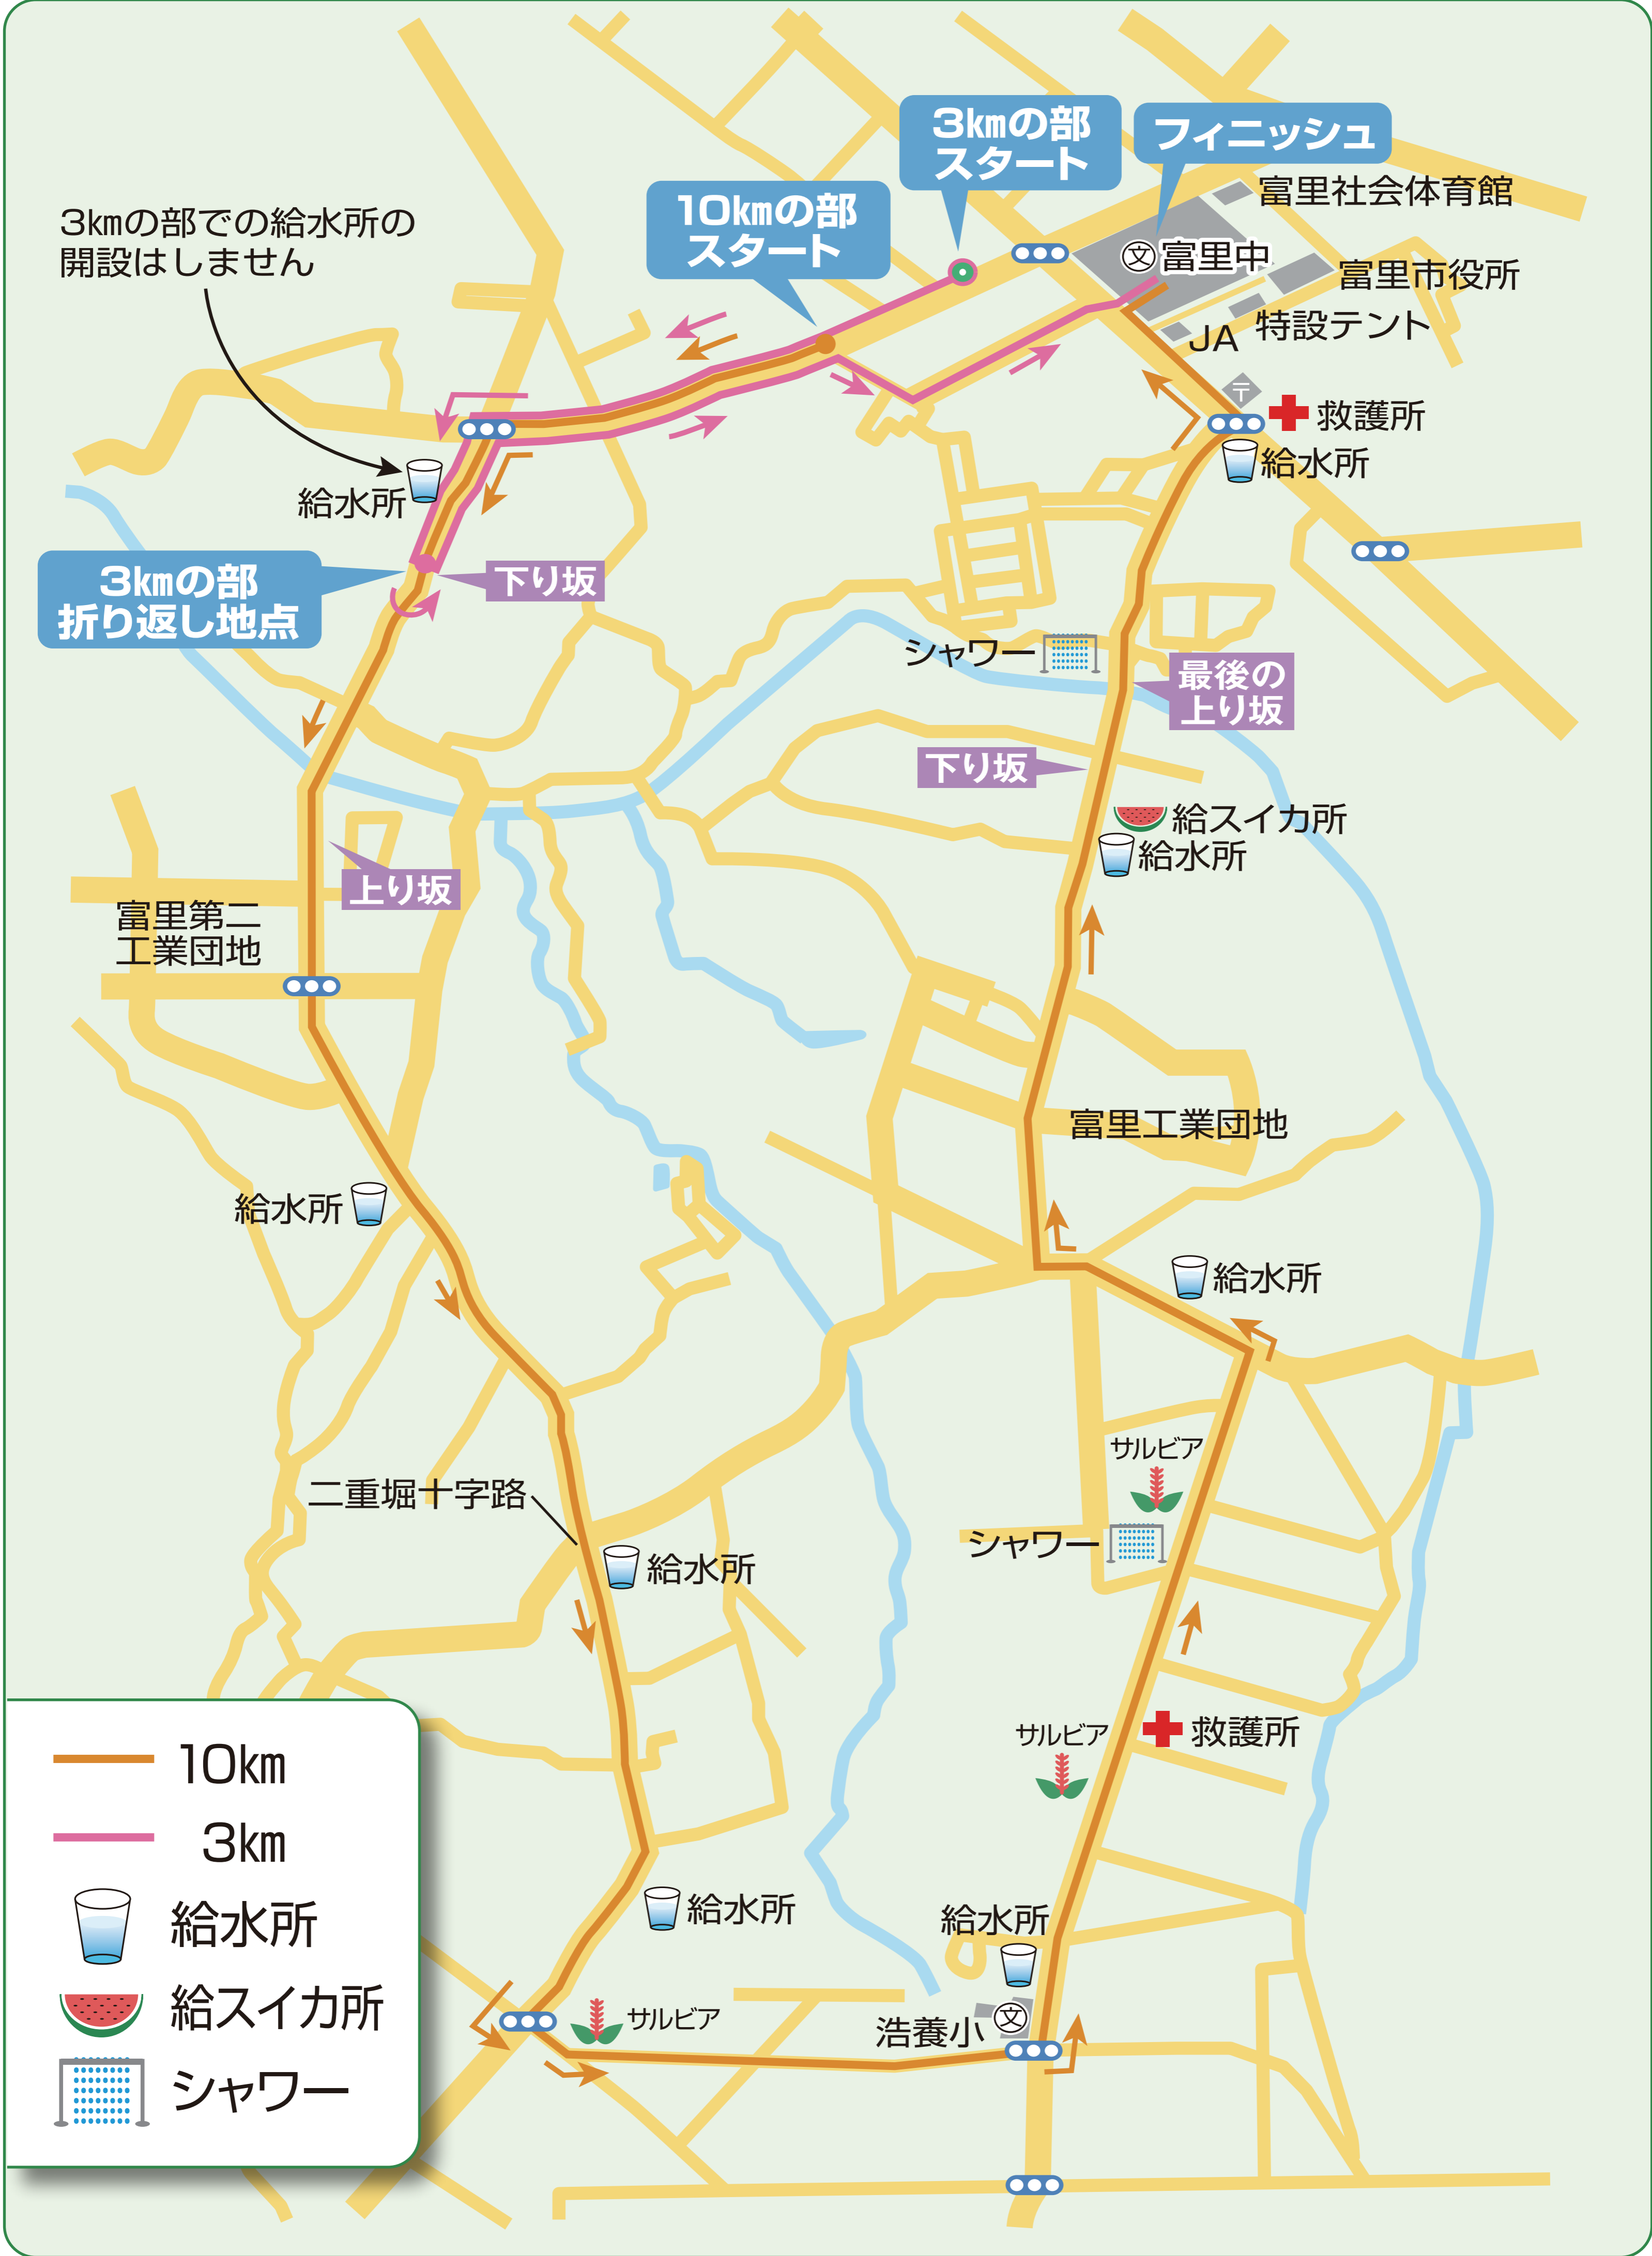 3kmの部
スタート
フィニッシュ
富里社会体育館
10kmの部
スタート
3kmの部での給水所の
開設はしません
文
富里中
富里市役所
特設テント
JA
〒
救護所
給水所
給水所
3kmの部
折り返し地点
下り坂
シャワー
最後の
上り坂
下り坂
給スイカ所
給水所
上り坂
富里第二
工業団地
富里工業団地
給水所
給水所
サルビア
二重堀十字路
シャワー
給水所
サルビア
救護所
給水所
給水所
サルビア
文
浩養小
10km
3km
給水所
給スイカ所
シャワー